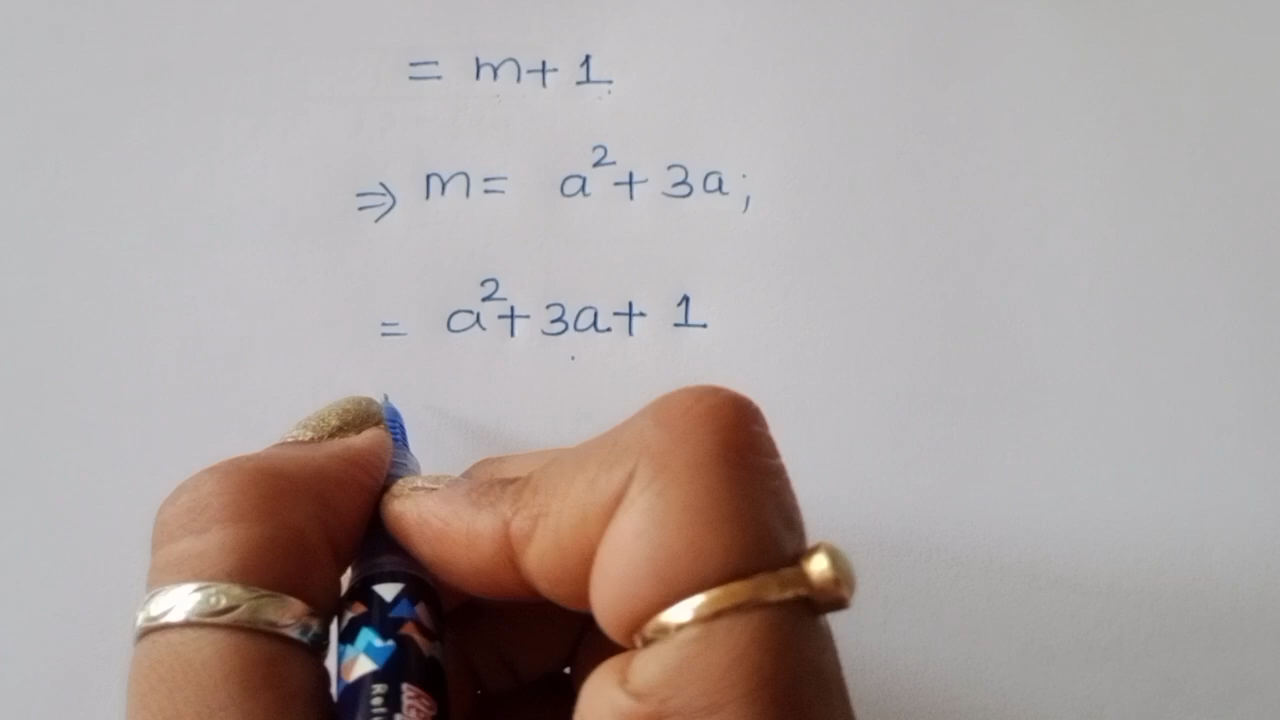 = m + 1
⇒ m = a² + 3a;
= a² + 3a + 1